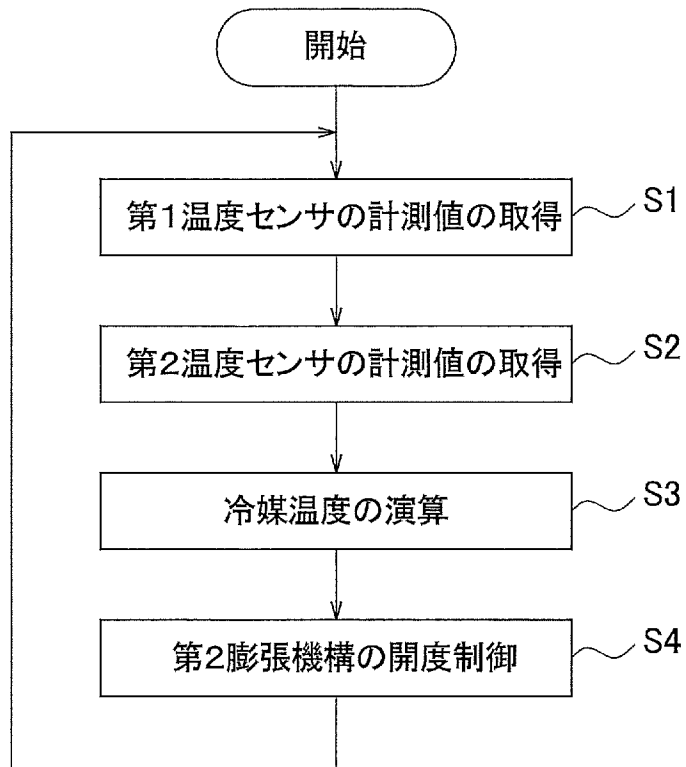 開始
第1温度センサの計測値の取得 S1
第2温度センサの計測値の取得 S2
冷媒温度の演算 S3
第2膨張機構の開度制御 S4